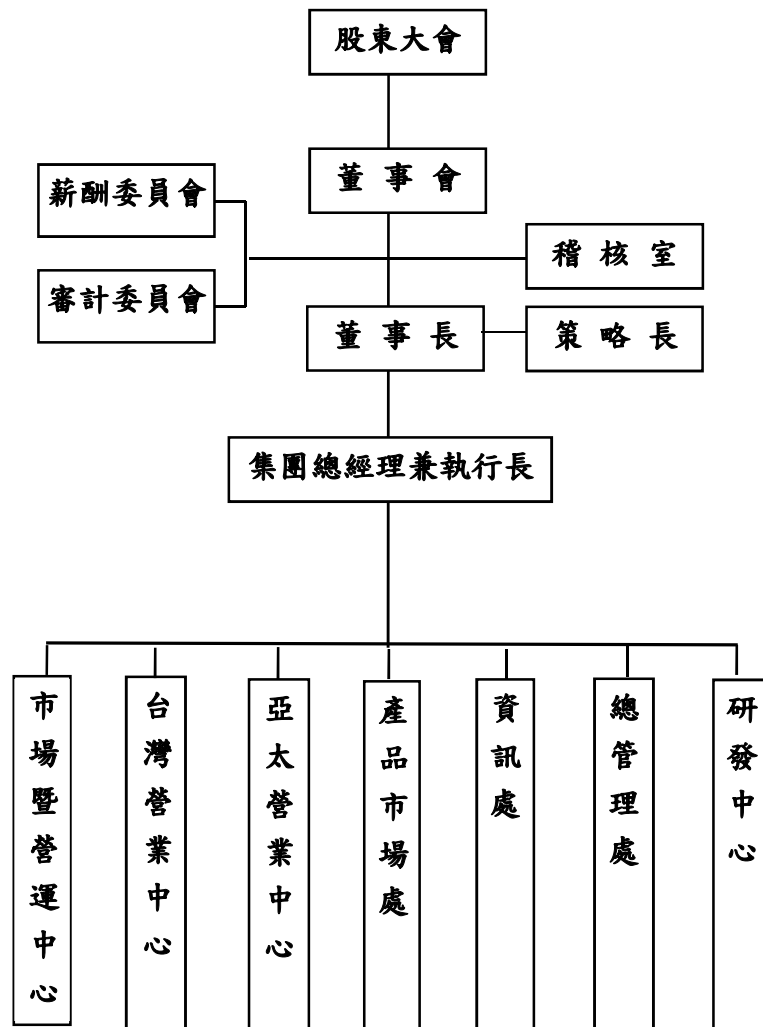 股東大會
董事會
薪酬委員會
稽核室
審計委員會
董事長
策略長
集團總經理兼執行長
市場暨營運中心
台灣營業中心
亞太營業中心
產品市場處
資訊處
總管理處
研發中心